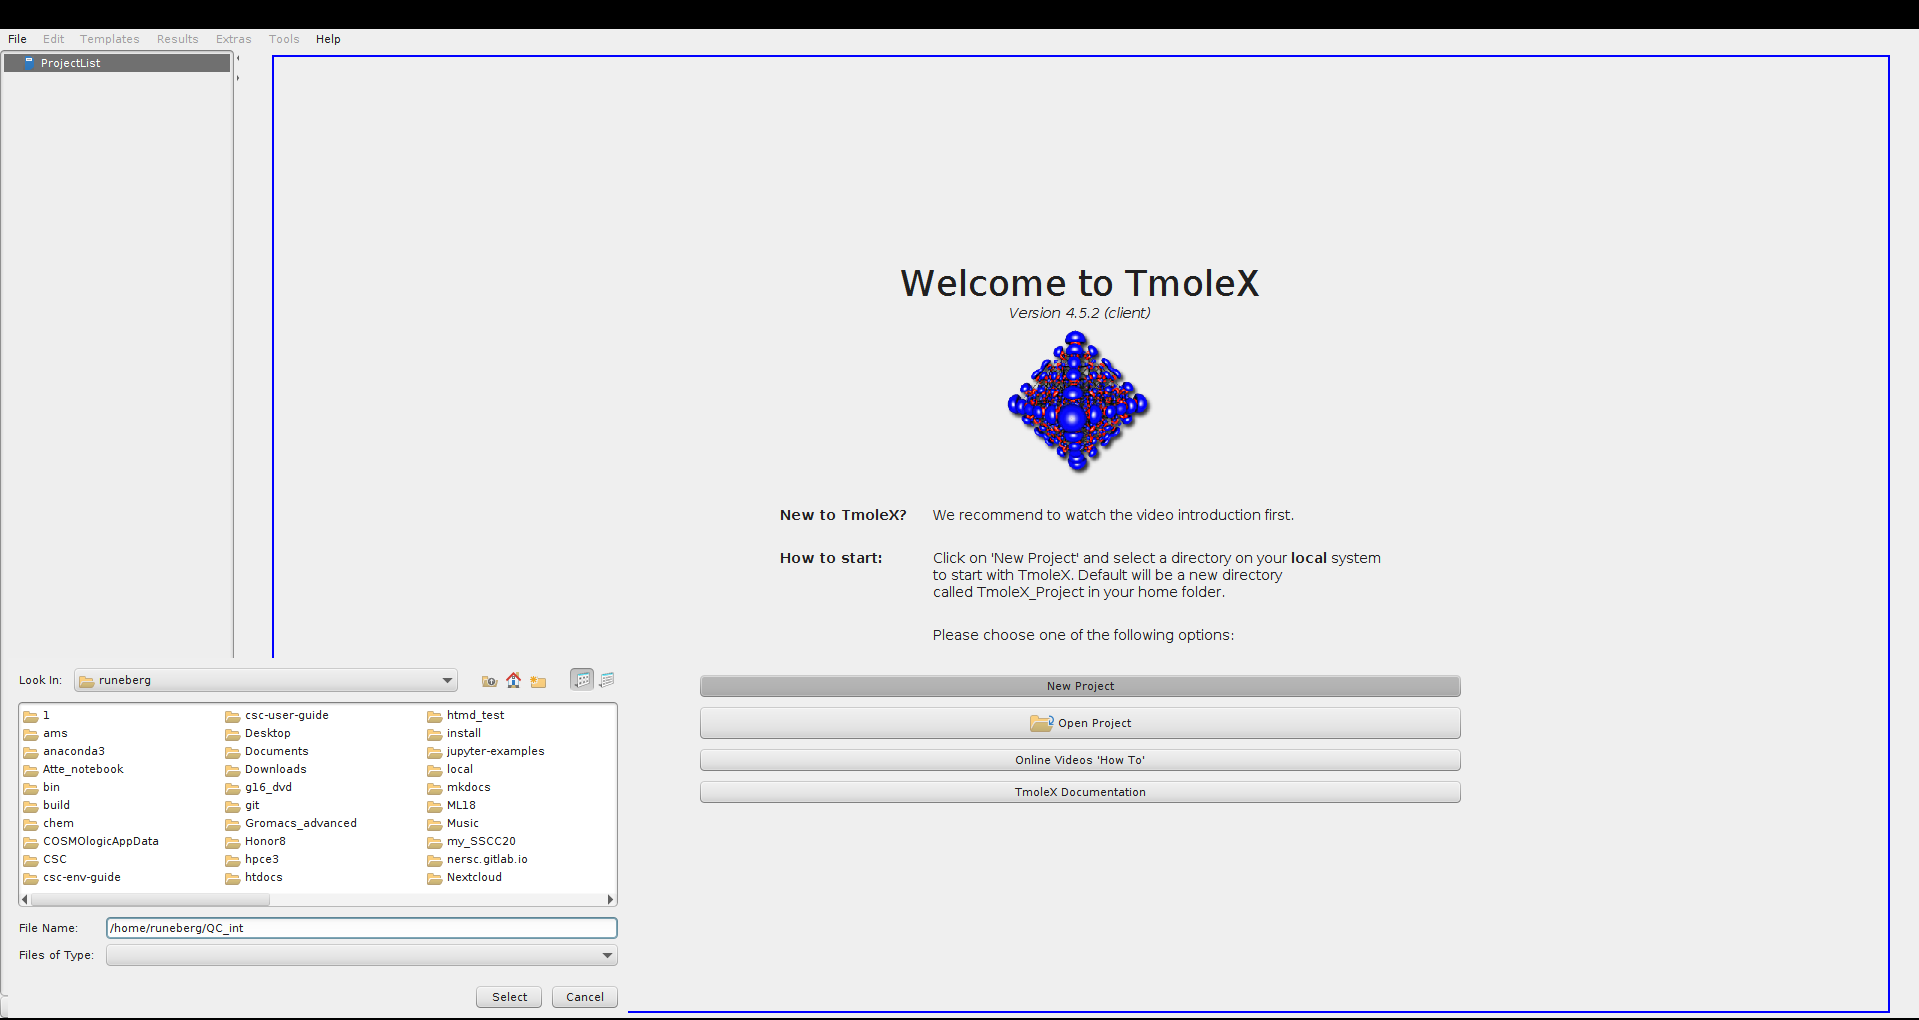 File Edit Templates Results Extras Tools Help
ProjectList
Welcome to TmoleX
Version 4.5.2 (client)
New to TmoleX? We recommend to watch the video introduction first.
How to start: Click on 'New Project' and select a directory on your local system
to start with TmoleX. Default will be a new directory
called TmoleX_Project in your home folder.
Please choose one of the following options:
New Project
Open Project
Online Videos 'How To'
TmoleX Documentation
Look In: runeberg
1 csc-user-guide htmd_test
ams Desktop install
anaconda3 Documents jupyter-examples
Atte_notebook Downloads local
bin g16_dvd mkdocs
build git ML18
chem Gromacs_advanced Music
COSMOlogicAppData Honor8 my_SSCC20
CSC hpce3 nersc.gitlab.io
csc-env-guide htdocs Nextcloud
File Name: /home/runeberg/QC_int
Files of Type:
Select Cancel